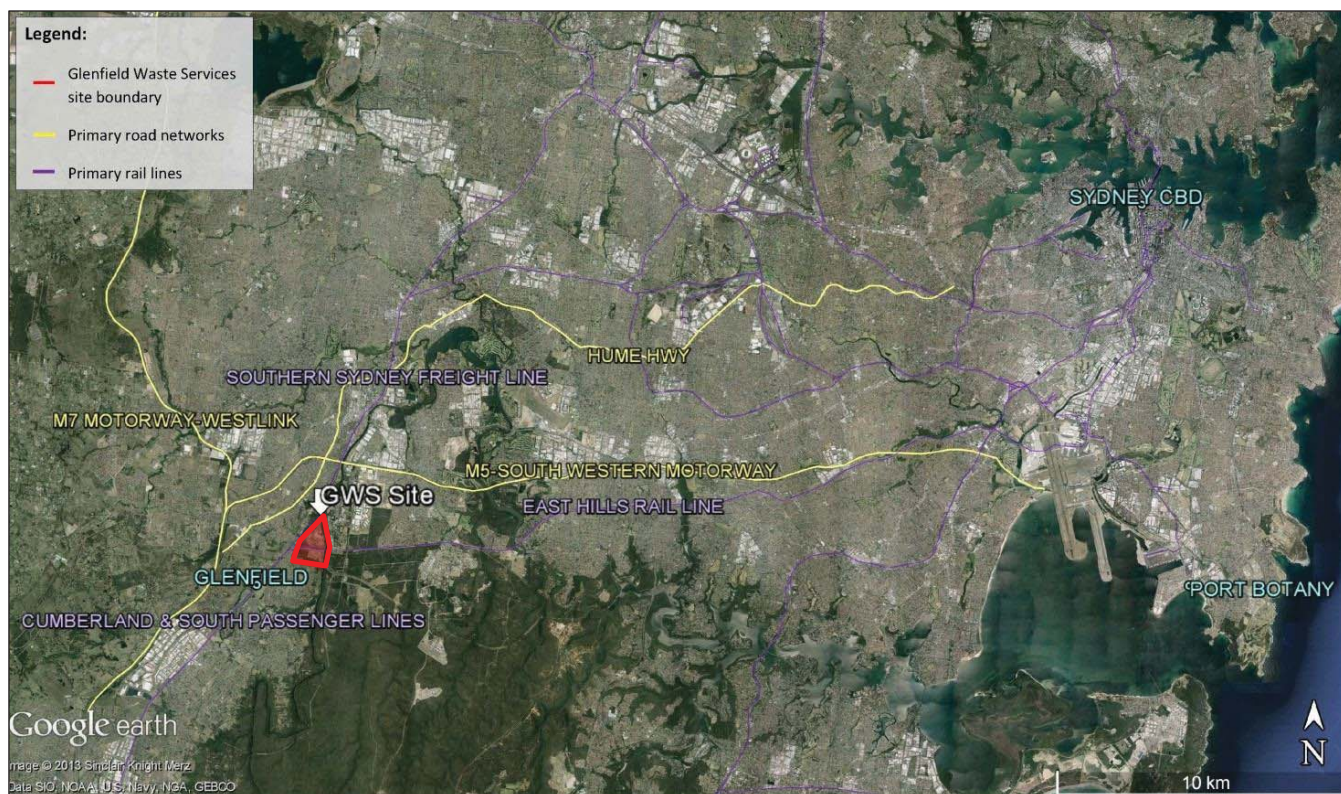 Legend:
Glenfield Waste Services
site boundary
Primary road networks
Primary rail lines
SYDNEY CBD
HUME HWY
SOUTHERN SYDNEY FREIGHT LINE
M7 MOTORWAY-WESTLINK
M5-SOUTH WESTERN MOTORWAY
GWS Site
EAST HILLS RAIL LINE
GLENFIELD
PORT BOTANY
CUMBERLAND & SOUTH PASSENGER LINES
Google earth
mage © 2013 Sinclair Knight Merz
Data SIO, NOAA, U.S. Navy, NGA, GEBCO
N
10 km